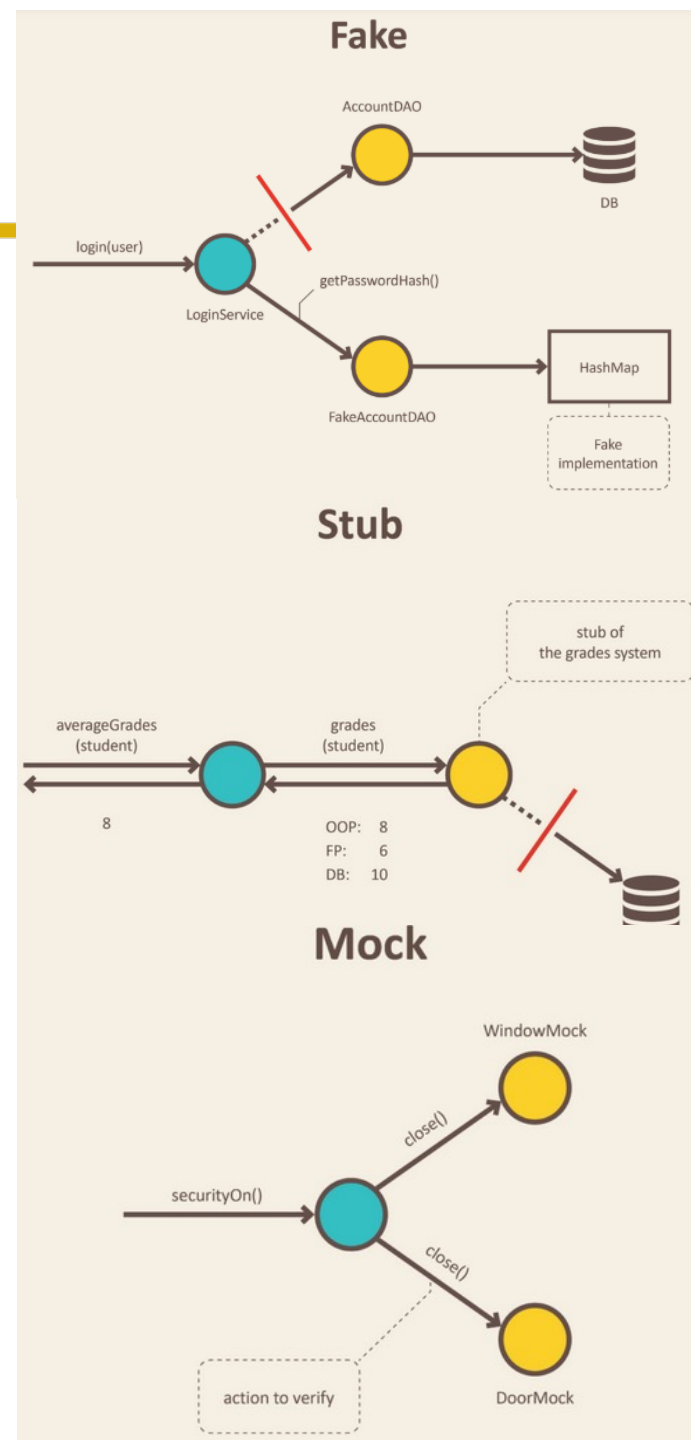 Fake
AccountDAO
DB
login(user)
getPasswordHash()
LoginService
HashMap
FakeAccountDAO
Fake
implementation
Stub
stub of
the grades system
averageGrades
(student)
grades
(student)
8
OOP: 8
FP: 6
DB: 10
Mock
WindowMock
close()
securityOn()
close()
action to verify
DoorMock